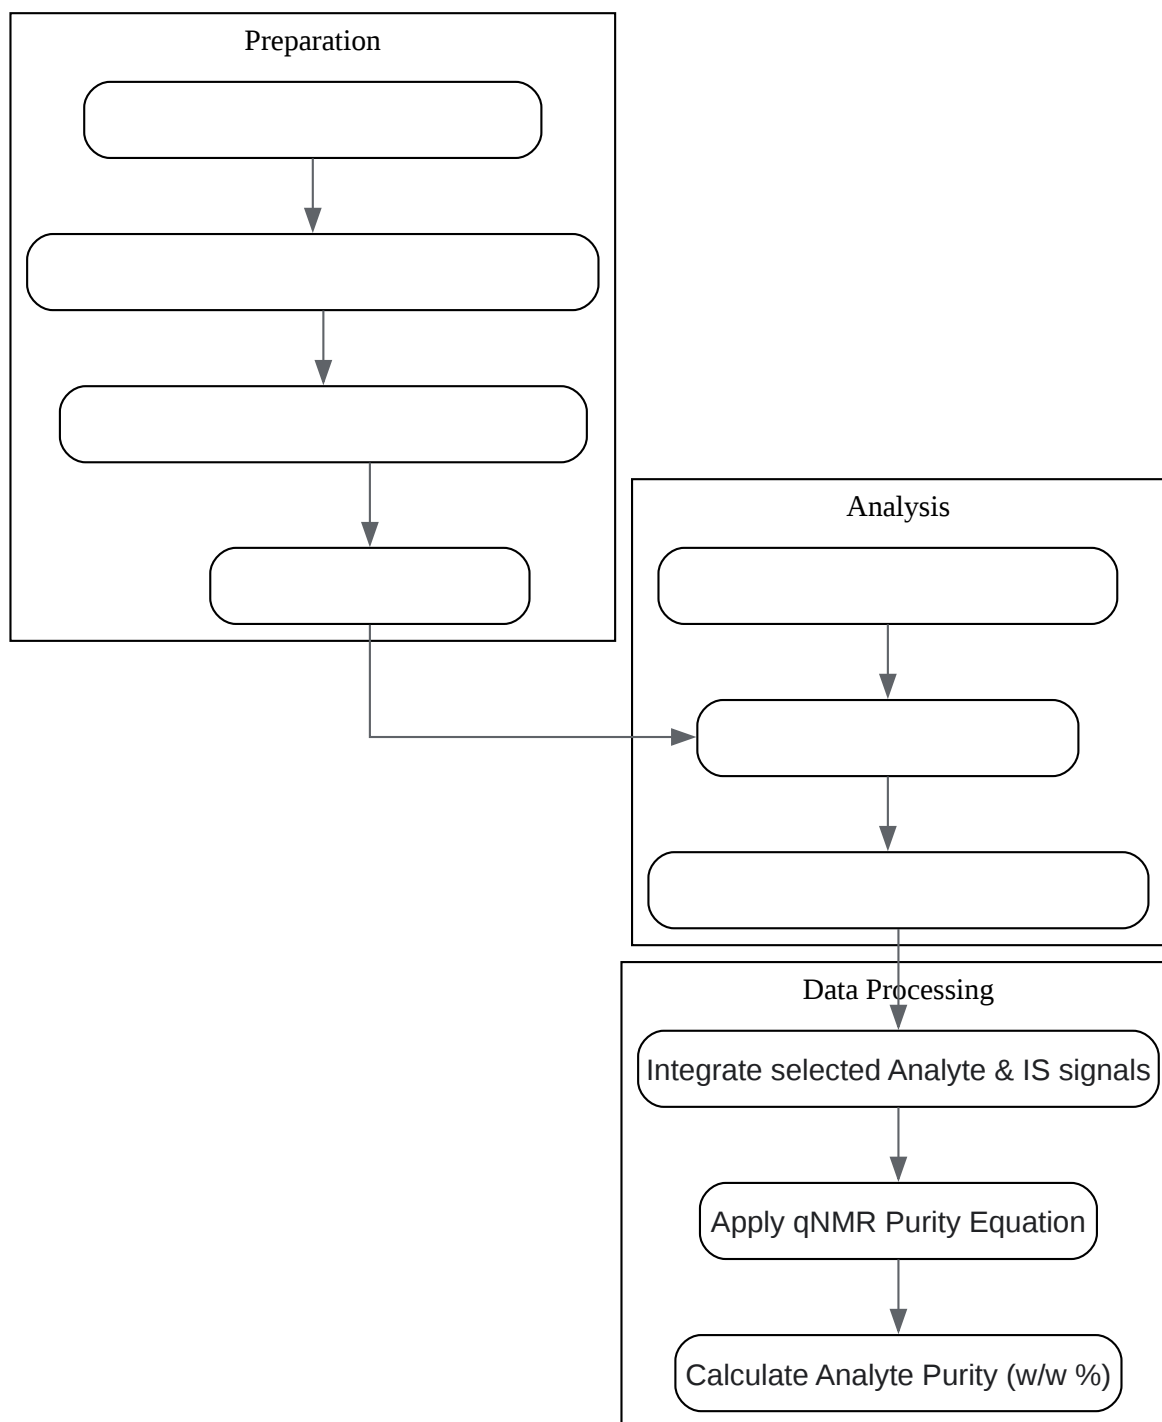 Preparation
Analysis
Data Processing
Integrate selected Analyte & IS signals
Apply qNMR Purity Equation
Calculate Analyte Purity (w/w %)